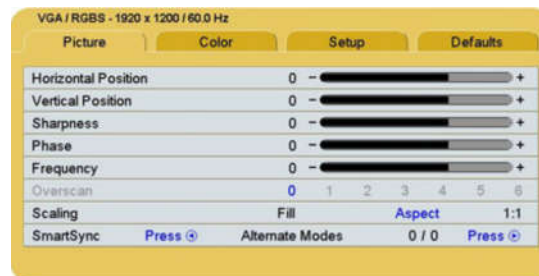 VGA / RGBS - 1920 x 1200 / 60.0 Hz
Picture Color Setup Defaults
Horizontal Position 0 - +
Vertical Position 0 - +
Sharpness 0 - +
Phase 0 - +
Frequency 0 - +
Overscan 0 1 2 3 4 5 6
Scaling Fill Aspect 1:1
SmartSync Press Alternate Modes 0 / 0 Press